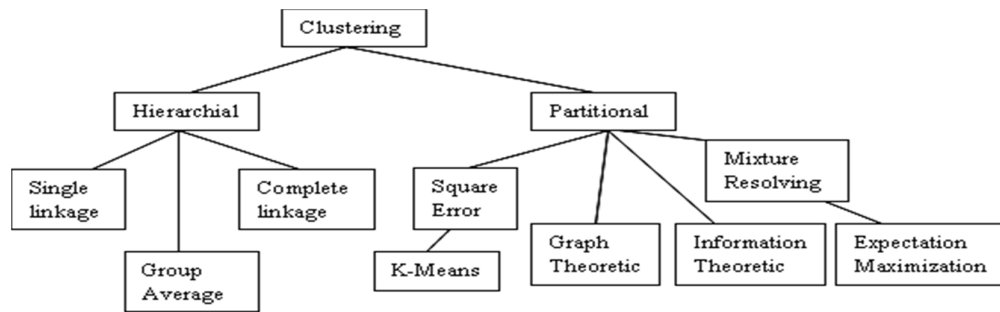 Clustering
Hierarchial
Partitional
Single
linkage
Group
Average
Complete
linkage
Square
Error
K-Means
Graph
Theoretic
Information
Theoretic
Mixture
Resolving
Expectation
Maximization